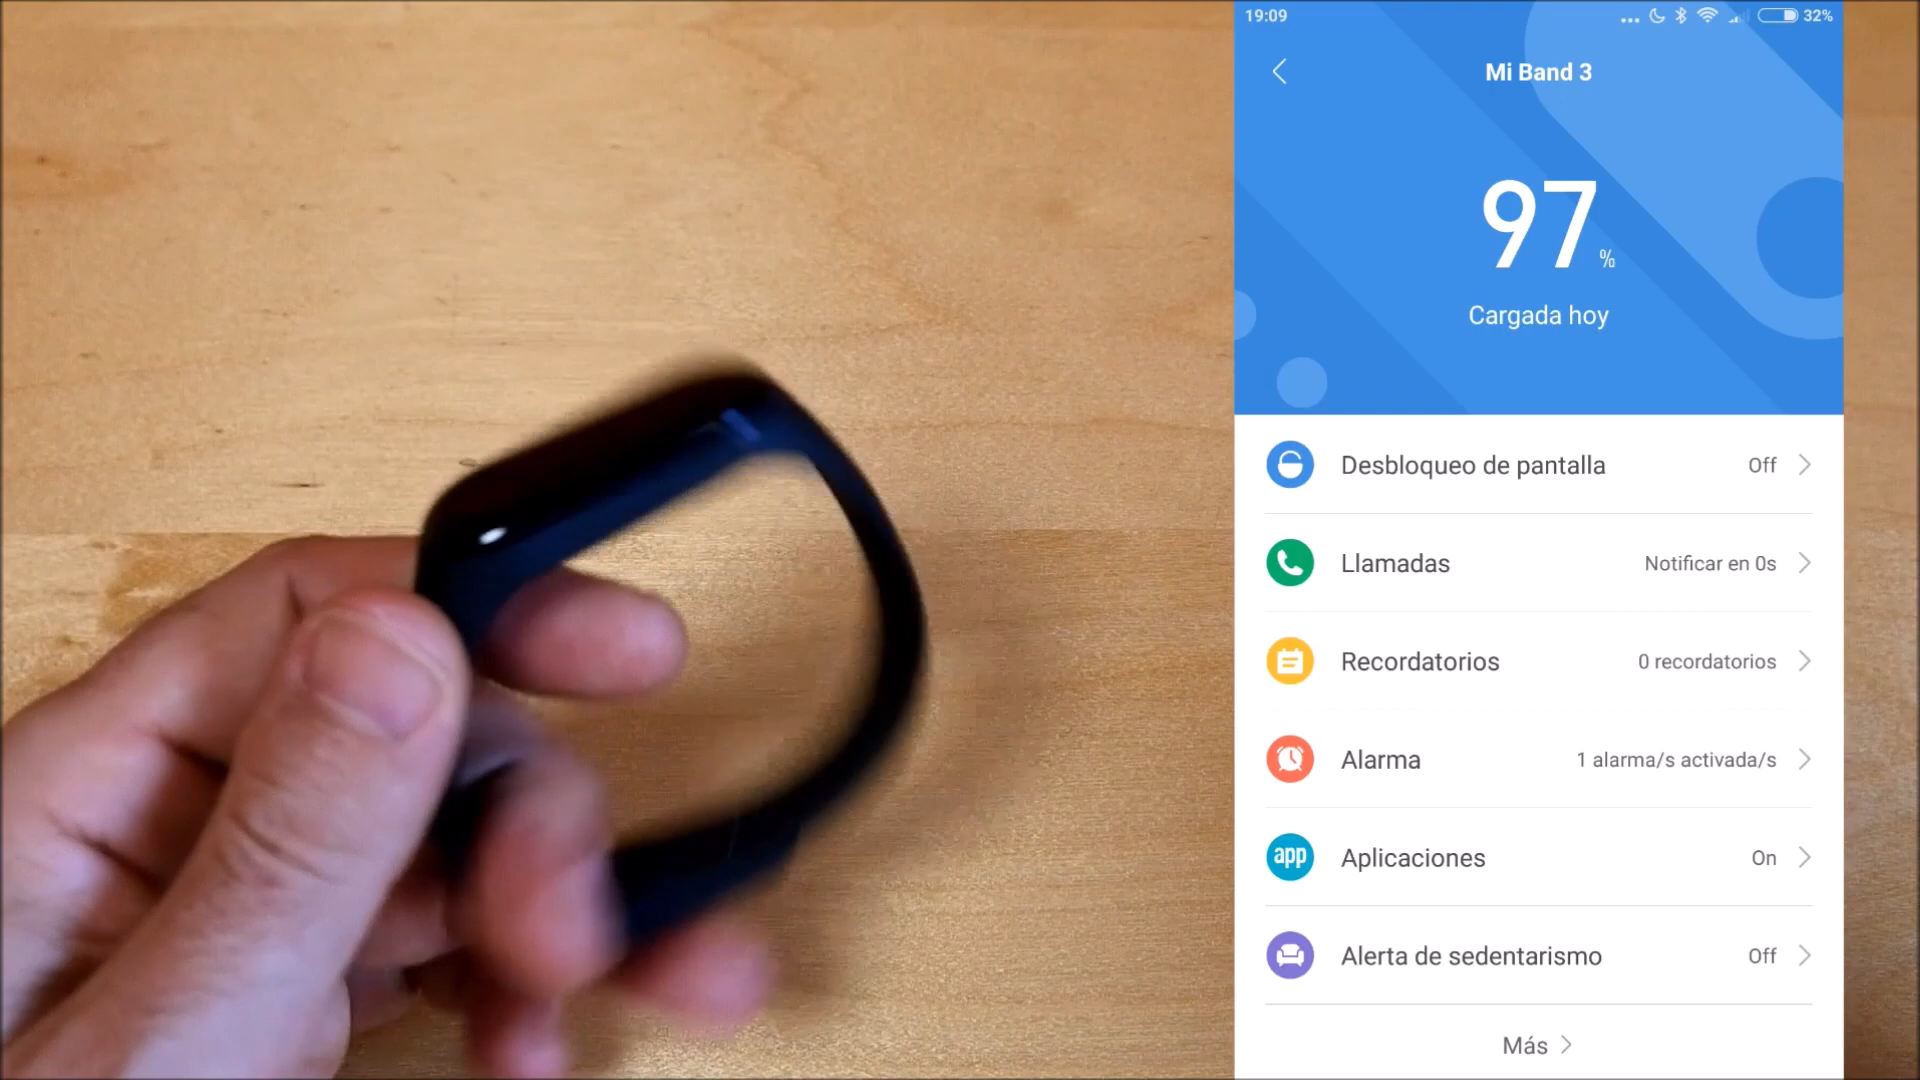 19:09
32%
Mi Band 3
97%
Cargada hoy
Desbloqueo de pantalla Off
Llamadas Notificar en 0s
Recordatorios 0 recordatorios
Alarma 1 alarma/s activada/s
app Aplicaciones On
Alerta de sedentarismo Off
Más